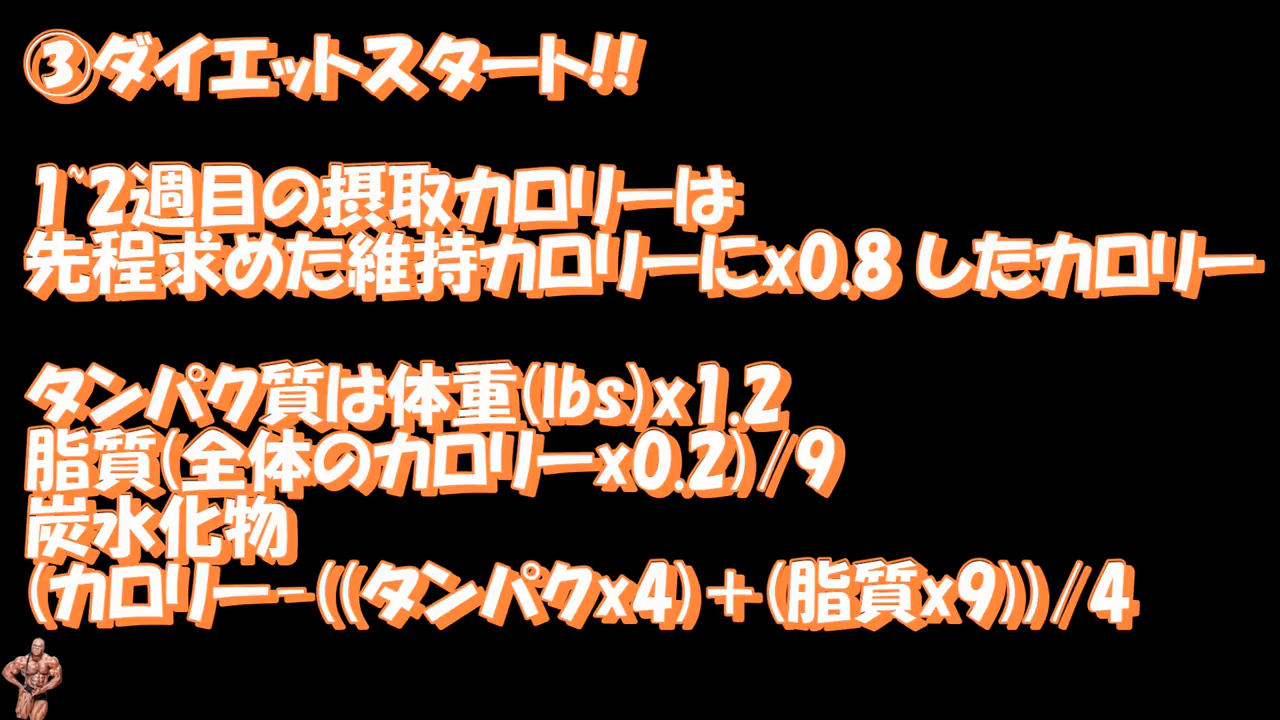 ③ダイエットスタート!!
1~2週目の摂取カロリーは
先程求めた維持カロリーにx0.8 したカロリー
タンパク質は体重(lbs)x1.2
脂質(全体のカロリーx0.2)/9
炭水化物
(カロリー-((タンパクx4)+(脂質x9))/4